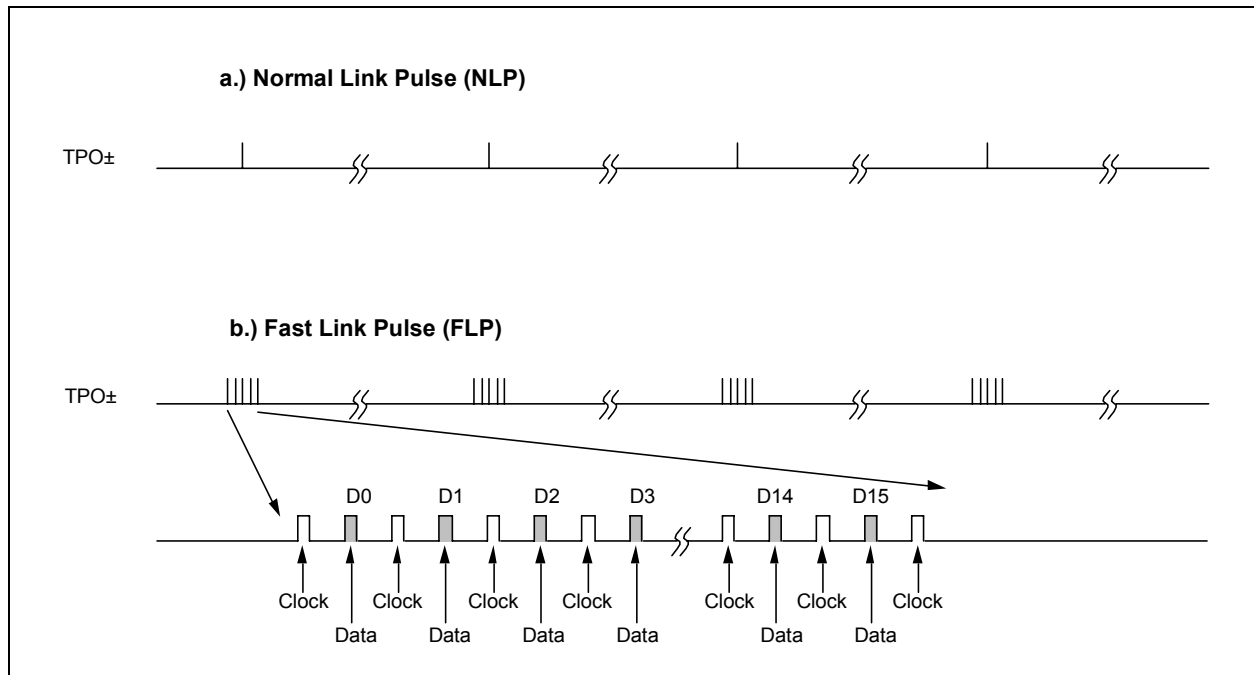 a.) Normal Link Pulse (NLP)
TPO±
b.) Fast Link Pulse (FLP)
TPO±
D0 D1 D2 D3 D14 D15
Clock Clock Clock Clock Clock Clock Clock
Data Data Data Data Data Data